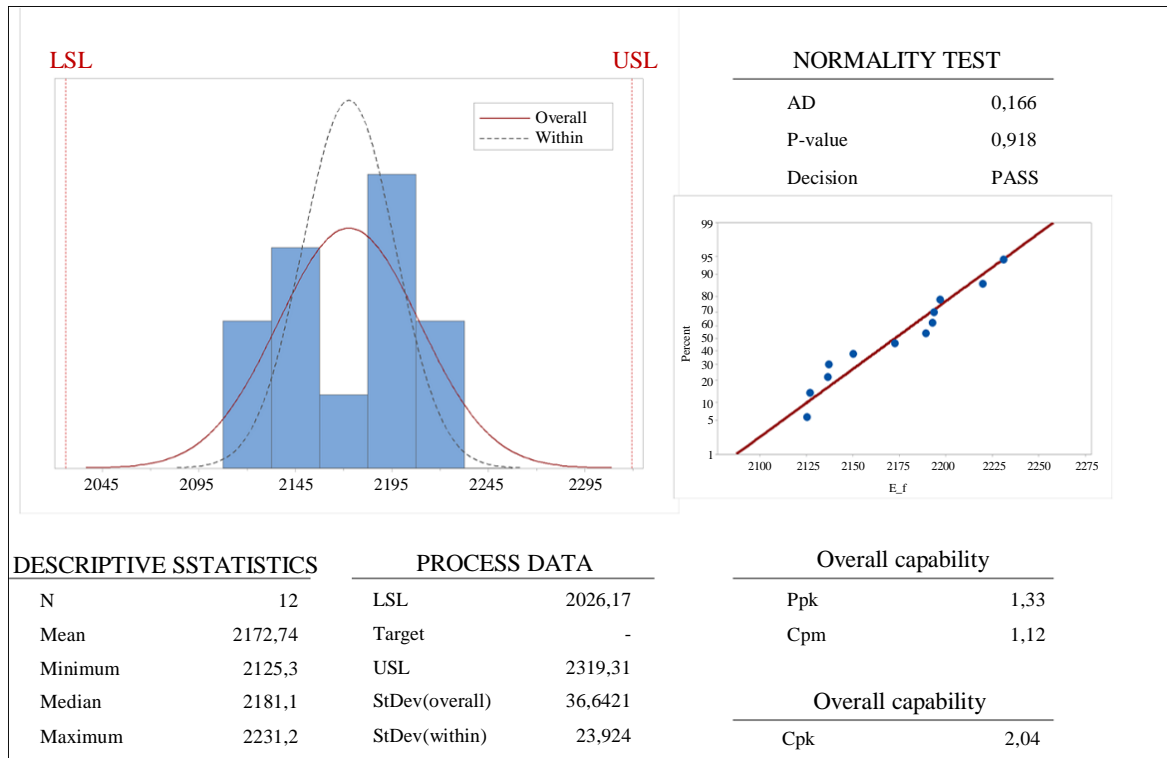 LSL
USL
Overall
Within
2045
2095
2145
2195
2245
2295
NORMALITY TEST
AD 0,166
P-value 0,918
Decision PASS
99
95
90
80
70
60
50
40
30
20
10
5
1
Percent
2100
2125
2150
2175
2200
2225
2250
2275
E_f
DESCRIPTIVE SSTATISTICS
N 12
Mean 2172,74
Minimum 2125,3
Median 2181,1
Maximum 2231,2
PROCESS DATA
LSL 2026,17
Target -
USL 2319,31
StDev(overall) 36,6421
StDev(within) 23,924
Overall capability
Ppk 1,33
Cpm 1,12
Overall capability
Cpk 2,04